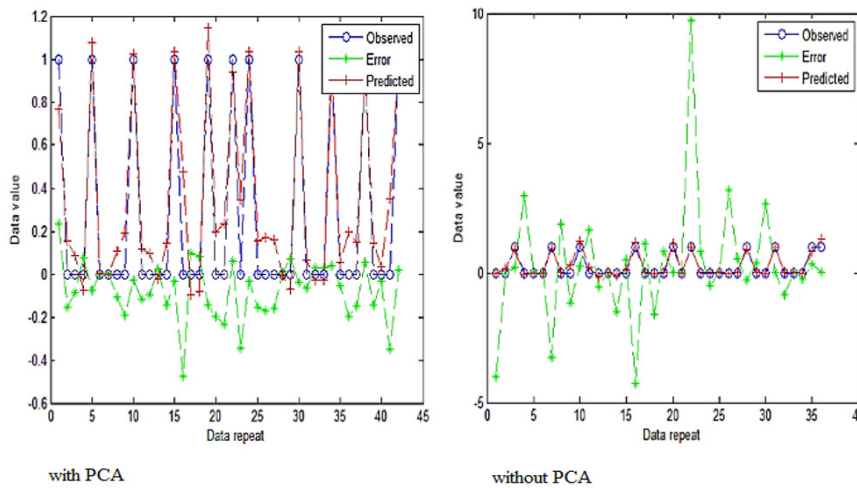 1.2
1
0.8
0.6
0.4
0.2
0
-0.2
-0.4
-0.6
Data value
Observed
Error
Predicted
0 5 10 15 20 25 30 35 40 45
Data repeat
with PCA
10
5
0
-5
Data value
Observed
Error
Predicted
0 5 10 15 20 25 30 35 40
Data repeat
without PCA